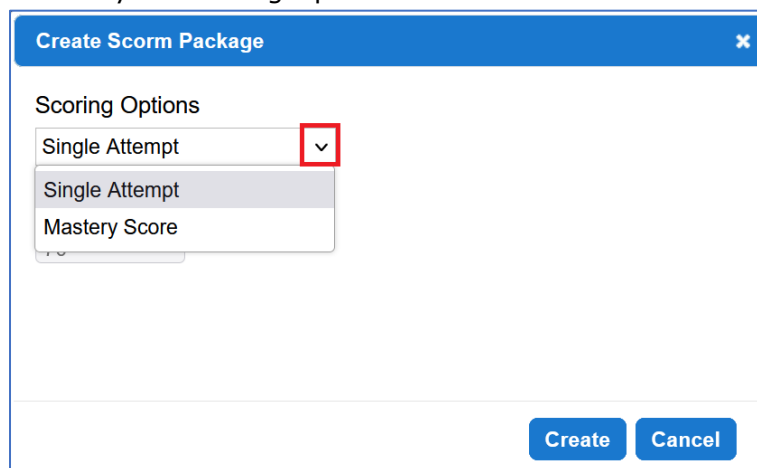 Create Scorm Package
Scoring Options
Single Attempt
Single Attempt
Mastery Score
Create Cancel